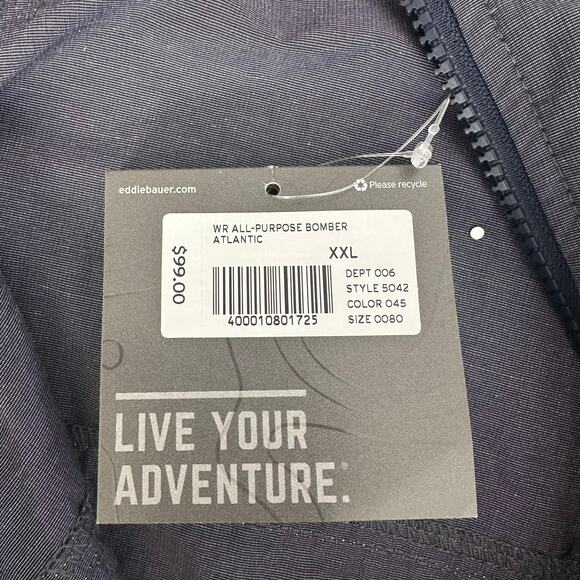 eddiebauer.com
Please recycle
WR ALL-PURPOSE BOMBER
ATLANTIC
XXL
$99.00
DEPT 006
STYLE 5042
COLOR 045
SIZE 0080
400010801725
LIVE YOUR
ADVENTURE.®